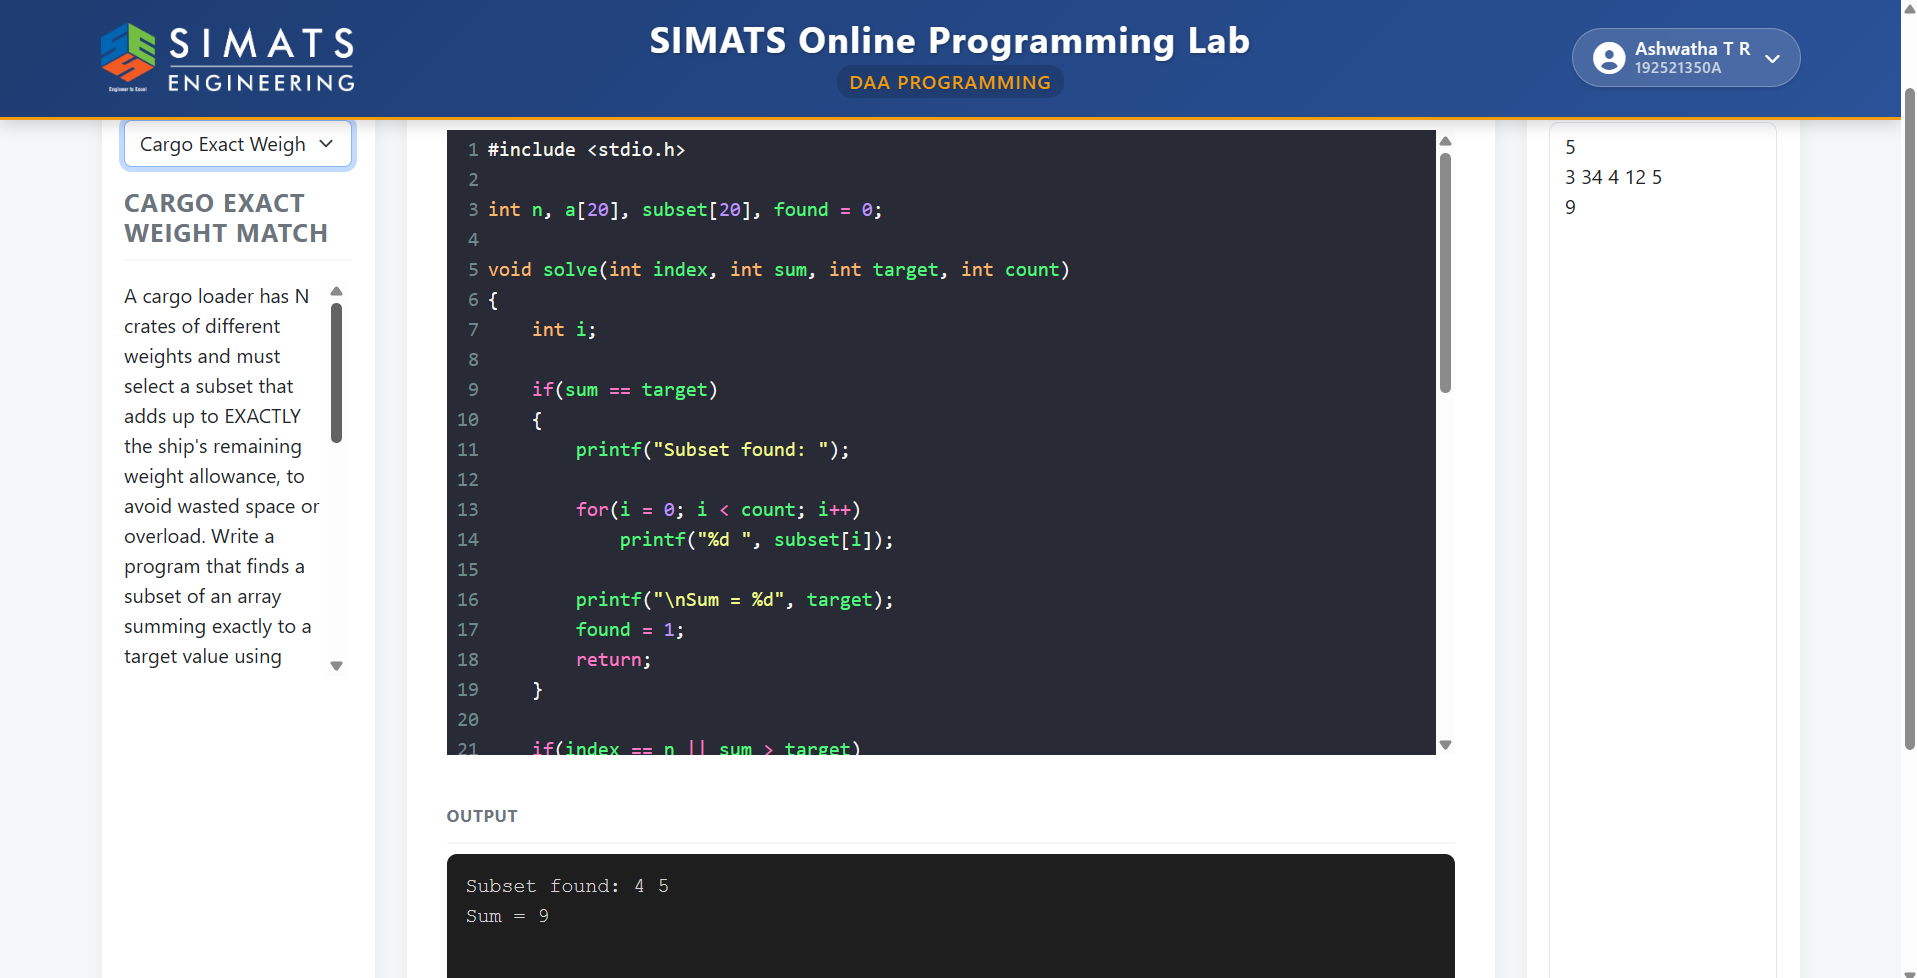 SIMATS
ENGINEERING
Engineer to Excel
SIMATS Online Programming Lab
DAA PROGRAMMING
Ashwatha T R
192521350A
Cargo Exact Weigh
CARGO EXACT
WEIGHT MATCH
A cargo loader has N
crates of different
weights and must
select a subset that
adds up to EXACTLY
the ship's remaining
weight allowance, to
avoid wasted space or
overload. Write a
program that finds a
subset of an array
summing exactly to a
target value using
1 #include <stdio.h>
2
3 int n, a[20], subset[20], found = 0;
4
5 void solve(int index, int sum, int target, int count)
6 {
7     int i;
8
9     if(sum == target)
10     {
11         printf("Subset found: ");
12
13         for(i = 0; i < count; i++)
14             printf("%d ", subset[i]);
15
16         printf("\nSum = %d", target);
17         found = 1;
18         return;
19     }
20
21     if(index == n || sum > target)
OUTPUT
Subset found: 4 5
Sum = 9
5
3 34 4 12 5
9